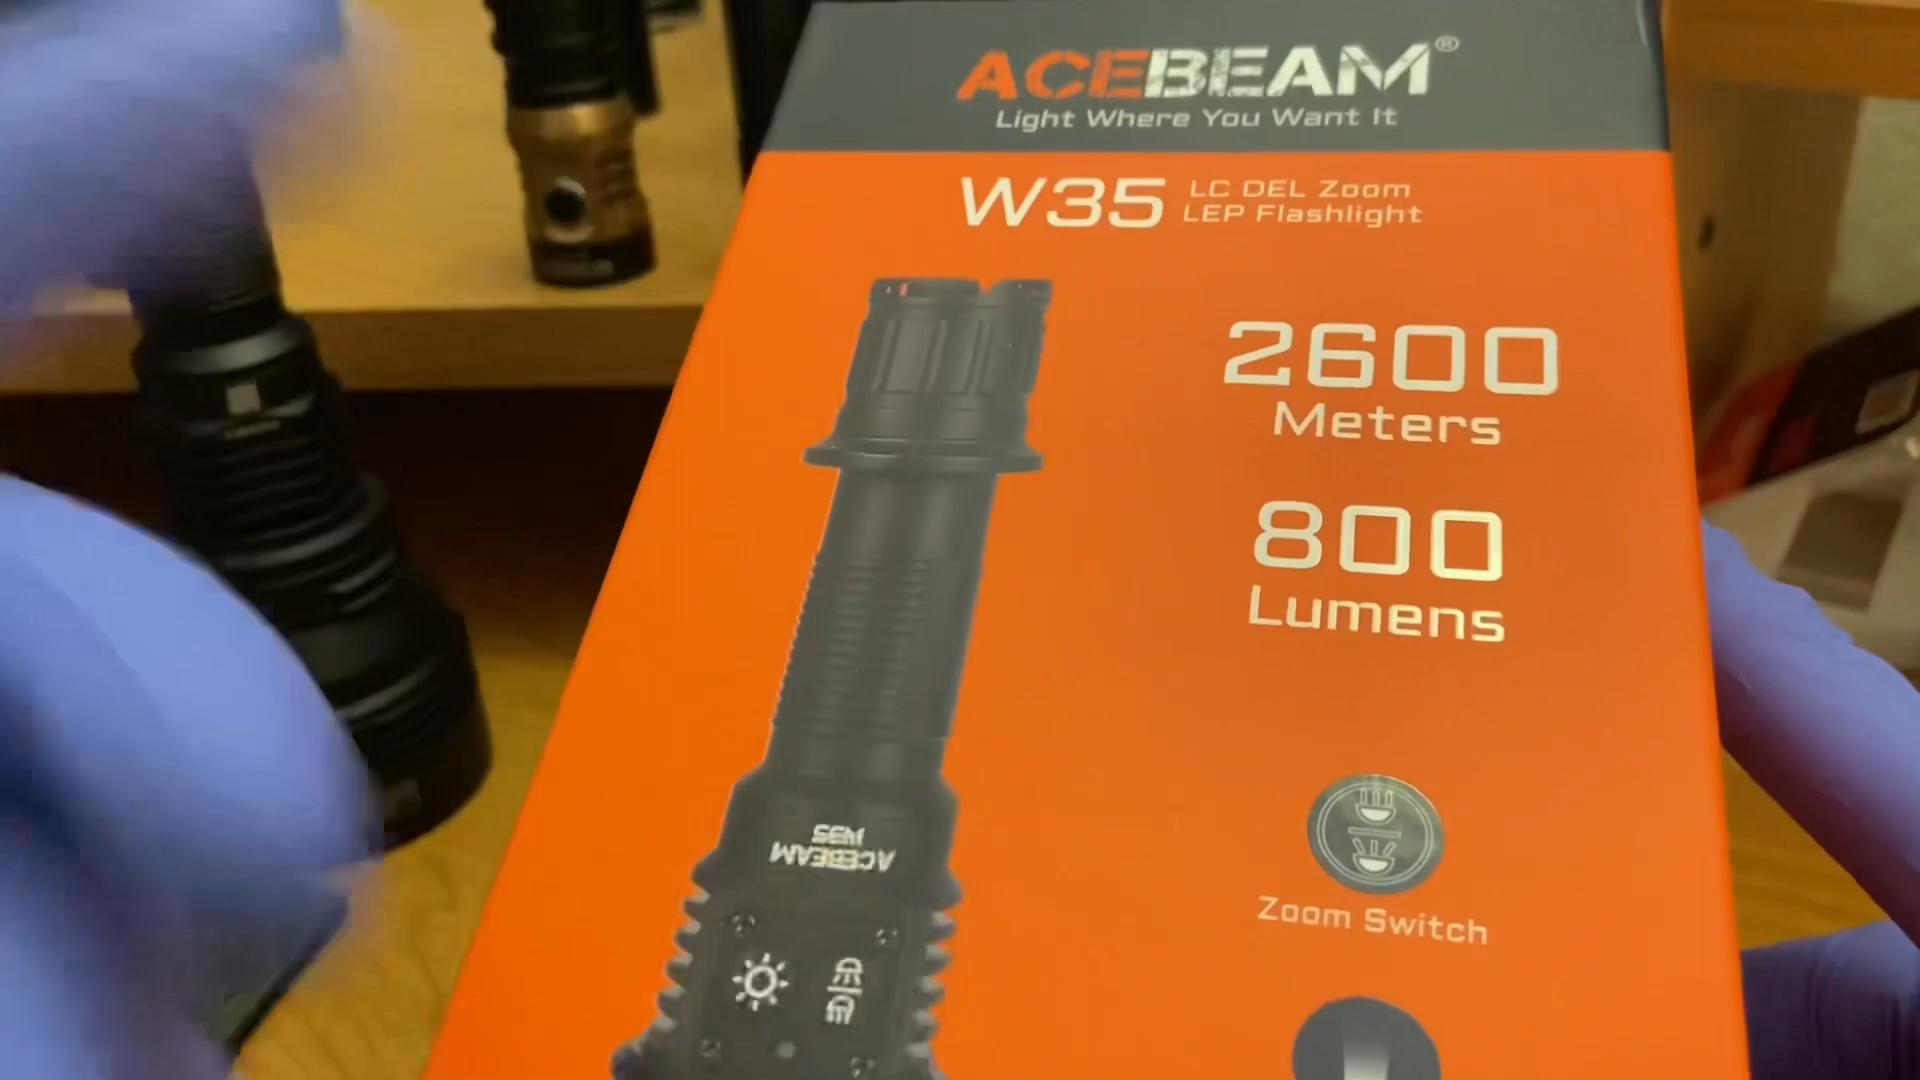 ACEBEAM®
Light Where You Want It
W35 LC DEL Zoom
LEP Flashlight
2600
Meters
800
Lumens
W35
ACEBEAM
Zoom Switch